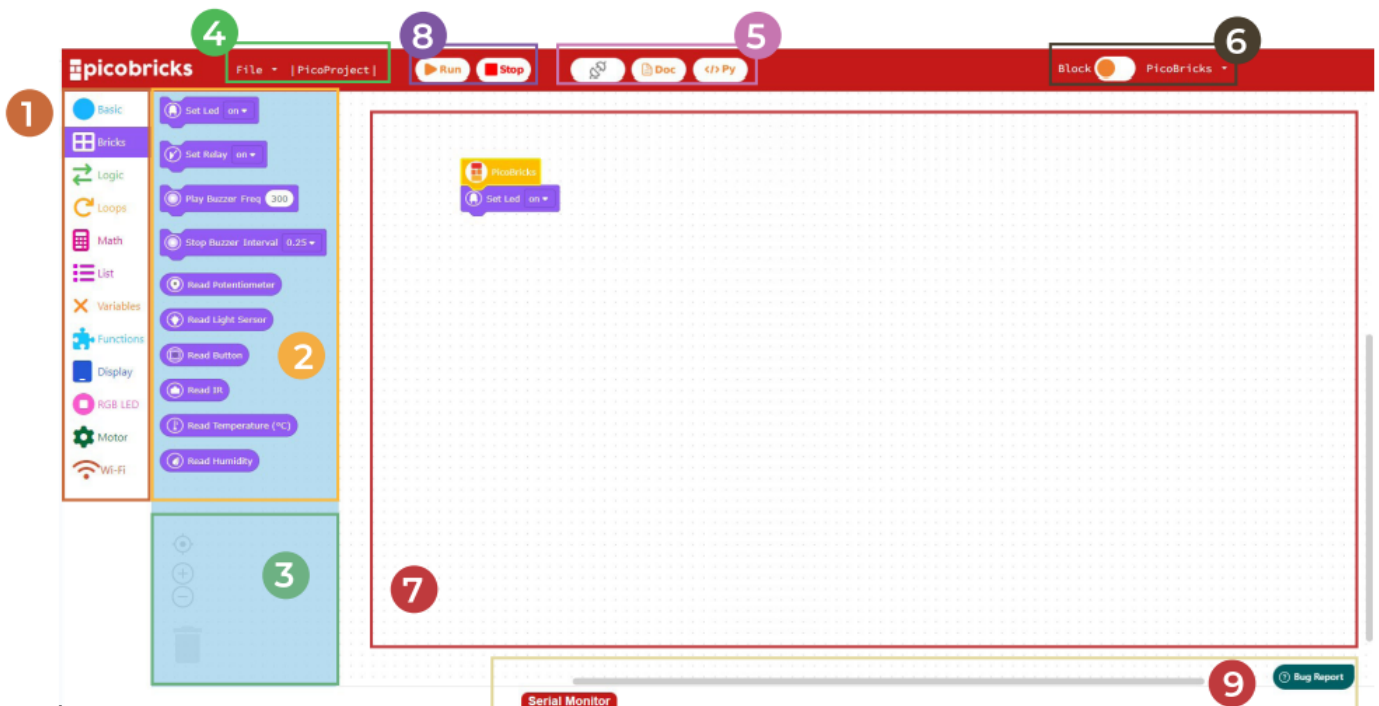 4
8
5
6
picobricks
File
|PicoProject|
Run
Stop
Doc
</> Py
Block
PicoBricks
1
Basic
Bricks
Logic
Loops
Math
List
Variables
Functions
Display
RGB LED
Motor
Wi-Fi
Set Led on
Set Relay on
Play Buzzer Freq 300
Stop Buzzer Interval 0.25
Read Potentiometer
Read Light Sersor
Read Button
2
Read IR
Read Temperature (°C)
Read Humidity
3
PicoBricks
Set Led on
7
9
? Bug Report
Serial Monitor